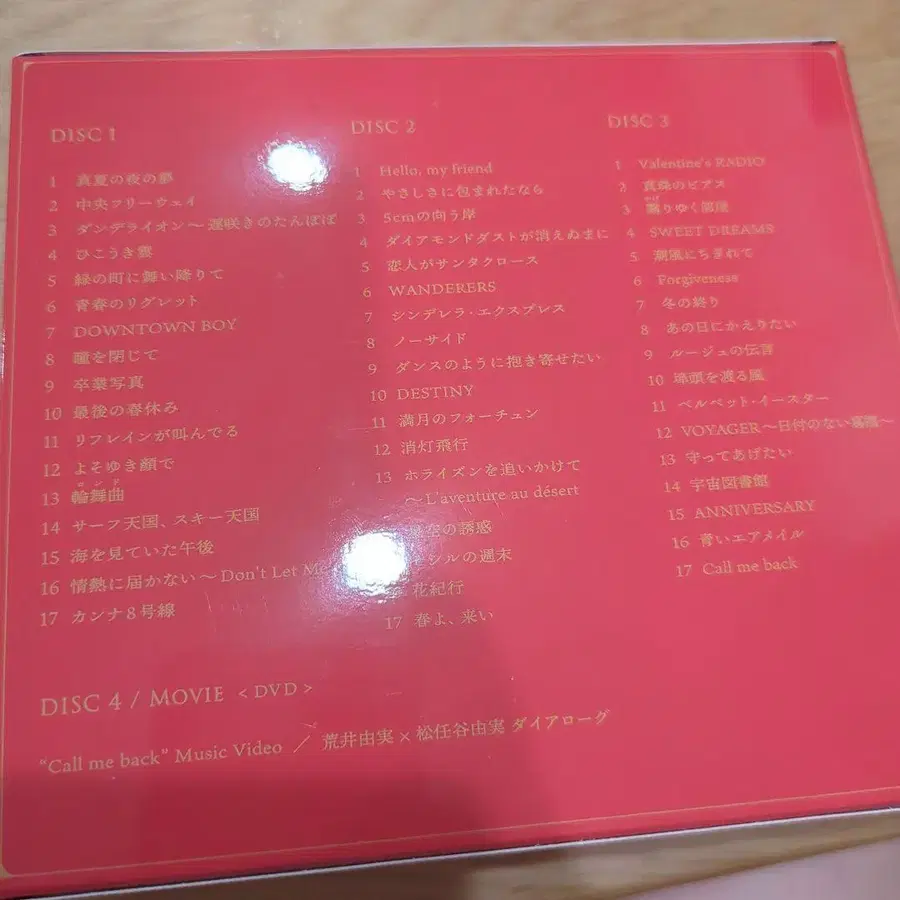 DISC 1
1 真夏の夜の夢
2 中央フリーウェイ
3 ダンデライオン〜遅咲きのたんぽぽ
4 ひこうき雲
5 緑の町に舞い降りて
6 青春のリグレット
7 DOWNTOWN BOY
8 瞳を閉じて
9 卒業写真
10 最後の春休み
11 リフレインが叫んでる
12 よそゆき顔で
ロンド
13 輪舞曲
14 サーフ天国、スキー天国
15 海を見ていた午後
16 情熱に届かない〜Don't Let
17 カンナ8号線
DISC 2
1 Hello, my friend
2 やさしさに包まれたなら
3 5cmの向う岸
4 ダイアモンドダストが消えぬまに
5 恋人がサンタクロース
6 WANDERERS
7 シンデレラ・エクスプレス
8 ノーサイド
9 ダンスのように抱き寄せたい
10 DESTINY
11 満月のフォーチュン
12 消灯飛行
13 ホライズンを追いかけて
〜L'aventure au désert
の誘惑
ルの週末
花紀行
17 春よ、来い
DISC 3
1 Valentine's RADIO
2 真珠のピアス
かげ
3 翳りゆく部屋
4 SWEET DREAMS
5 潮風にちぎれて
6 Forgiveness
7 冬の終り
8 あの日にかえりたい
9 ルージュの伝言
10 埠頭を渡る風
11 ベルベット・イースター
12 VOYAGER〜日付のない墓標〜
13 守ってあげたい
14 宇宙図書館
15 ANNIVERSARY
16 青いエアメイル
17 Call me back
DISC 4 / MOVIE <DVD>
“Call me back” Music Video ／ 荒井由実×松任谷由実 ダイアローグ